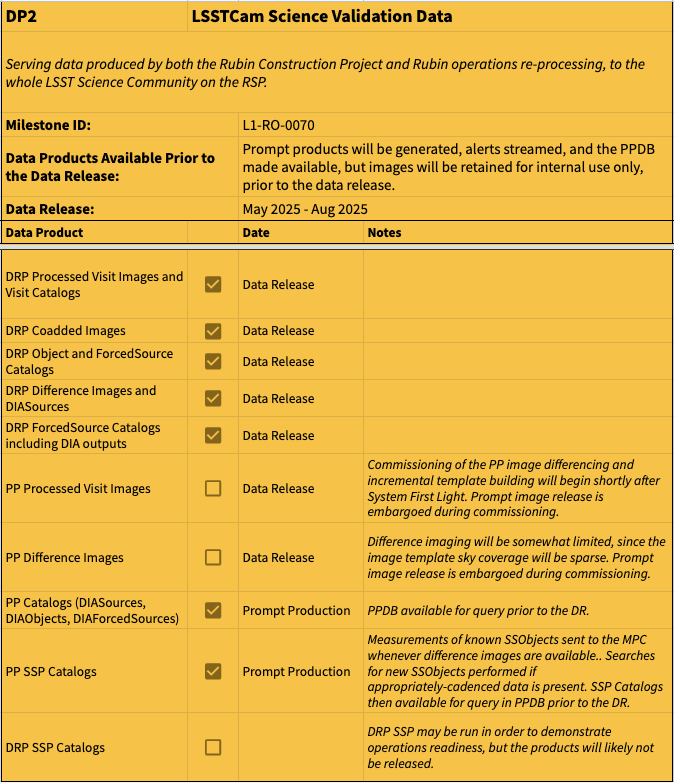 DP2 LSSTCam Science Validation Data
Serving data produced by both the Rubin Construction Project and Rubin operations re-processing, to the
whole LSST Science Community on the RSP.
Milestone ID: L1-RO-0070
Data Products Available Prior to
the Data Release:
Prompt products will be generated, alerts streamed, and the PPDB
made available, but images will be retained for internal use only,
prior to the data release.
Data Release: May 2025 - Aug 2025
Data Product Date Notes
DRP Processed Visit Images and
Visit Catalogs
Data Release
DRP Coadded Images Data Release
DRP Object and ForcedSource
Catalogs
Data Release
DRP Difference Images and
DIASources
Data Release
DRP ForcedSource Catalogs
including DIA outputs
Data Release
PP Processed Visit Images Data Release
Commissioning of the PP image differencing and
incremental template building will begin shortly after
System First Light. Prompt image release is
embargoed during commissioning.
PP Difference Images Data Release
Difference imaging will be somewhat limited, since the
image template sky coverage will be sparse. Prompt
image release is embargoed during commissioning.
PP Catalogs (DIASources,
DIAObjects, DIAForcedSources)
Prompt Production PPDB available for query prior to the DR.
PP SSP Catalogs Prompt Production
Measurements of known SSObjects sent to the MPC
whenever difference images are available.. Searches
for new SSObjects performed if
appropriately-cadenced data is present. SSP Catalogs
then available for query in PPDB prior to the DR.
DRP SSP Catalogs
DRP SSP may be run in order to demonstrate
operations readiness, but the products will likely not
be released.